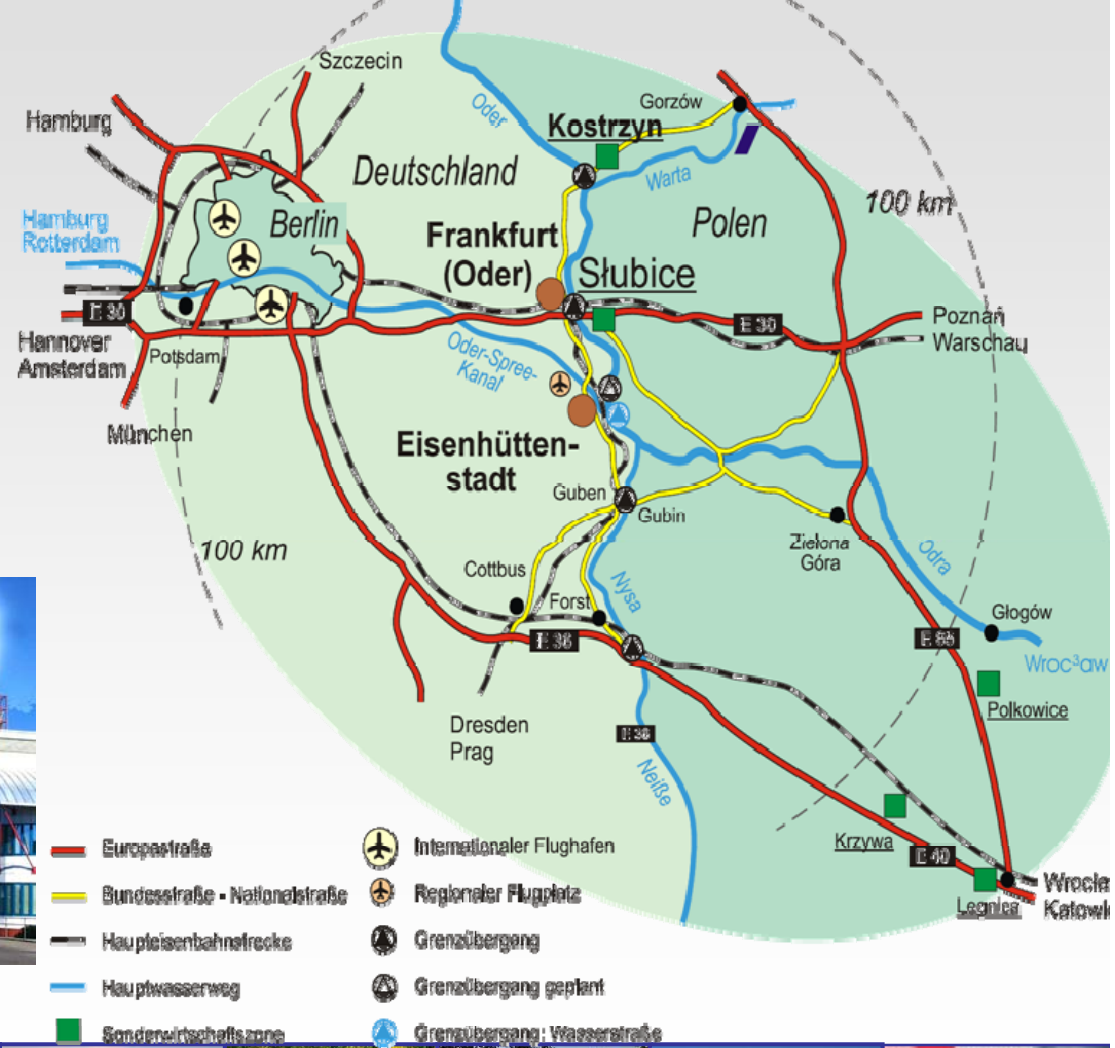 Szczecin
Hamburg
Oder
Gorzów
Kostrzyn
Deutschland
Warta
100 km
Hamburg
Rotterdam
Berlin
Polen
Frankfurt
(Oder)
Słubice
E 30
E 30
Poznań
Warschau
Hannover
Amsterdam
Potsdam
Oder-Spree-
Kanal
München
Eisenhütten-
stadt
Guben
Gubin
Zielona
Góra
100 km
Odra
Cottbus
Forst
Nysa
Głogów
E 36
E 65
Wroc³aw
Polkowice
Dresden
Prag
E 36
Neiße
Krzywa
E 40
Legnica
Europastraße
Bundesstraße - Nationalstraße
Haupteisenbahnstrecke
Hauptwasserweg
Sonderwirtschaftszone
Internationaler Flughafen
Regionaler Flugplatz
Grenzübergang
Grenzübergang geplant
Grenzübergang: Wasserstraße